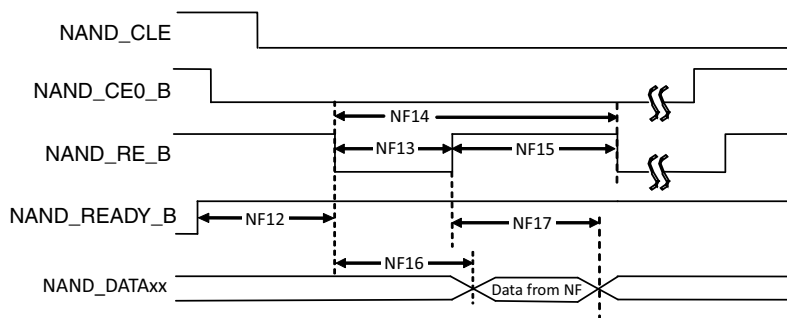 NAND_CLE
NAND_CE0_B
NF14
NAND_RE_B
NF13
NF15
NAND_READY_B
NF12
NF17
NF16
NAND_DATAxx
Data from NF